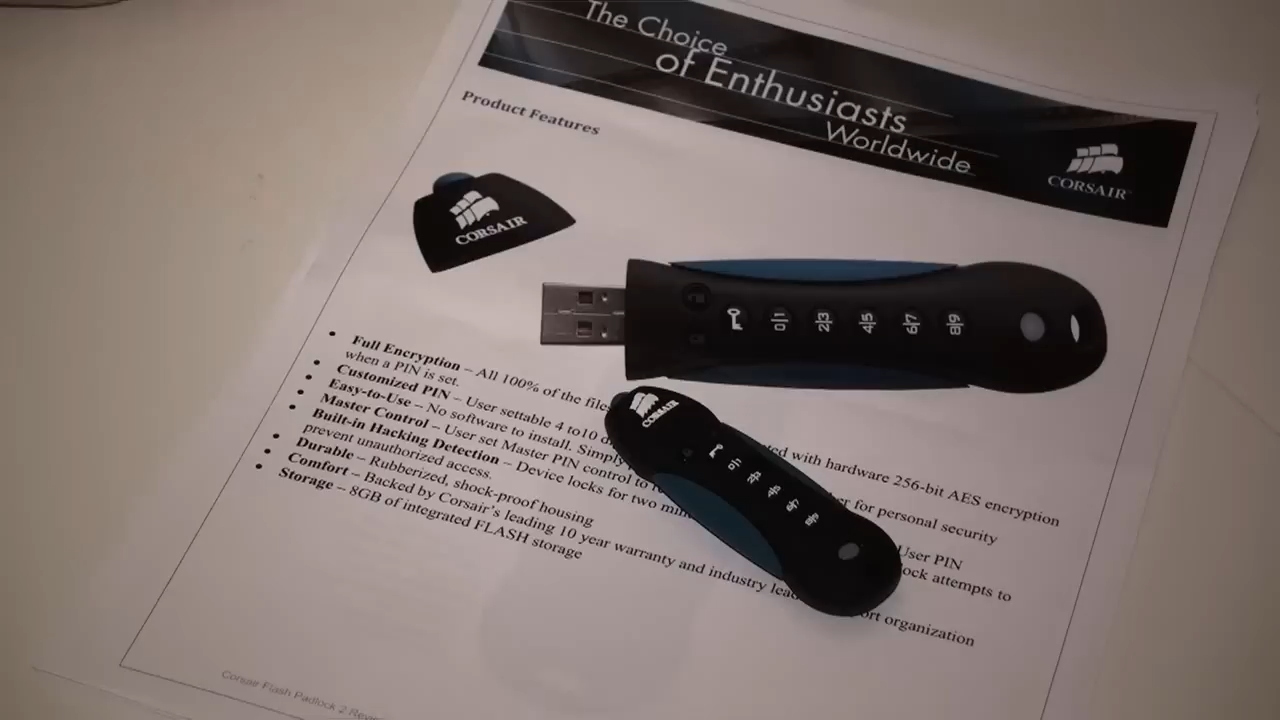 The Choice
of Enthusiasts
Worldwide
CORSAIR
Product Features
CORSAIR
0|1
2|3
4|5
6|7
8|9
• Full Encryption – All 100% of the files ted with hardware 256-bit AES encryption
when a PIN is set.
• Customized PIN – User settable 4 to10 for personal security
• Easy-to-Use – No software to install. Simply
• Master Control – User set Master PIN control to User PIN
• Built-in Hacking Detection – Device locks for two ock attempts to
prevent unauthorized access.
• Durable – Rubberized, shock-proof housing
• Comfort – Backed by Corsair's leading 10 year warranty and industry ort organization
• Storage – 8GB of integrated FLASH storage
CORSAIR
0|1
2|3
4|5
6|7
8|9
Corsair Flash Padlock 2